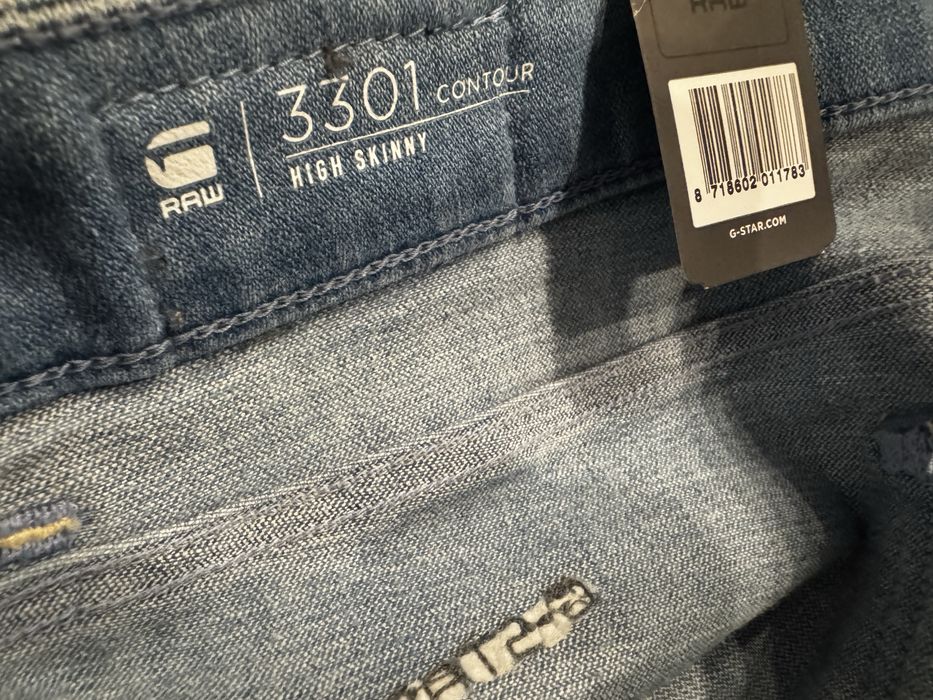 3301 CONTOUR
HIGH SKINNY
RAW
RAW
8 718602 011783
G-STAR.COM